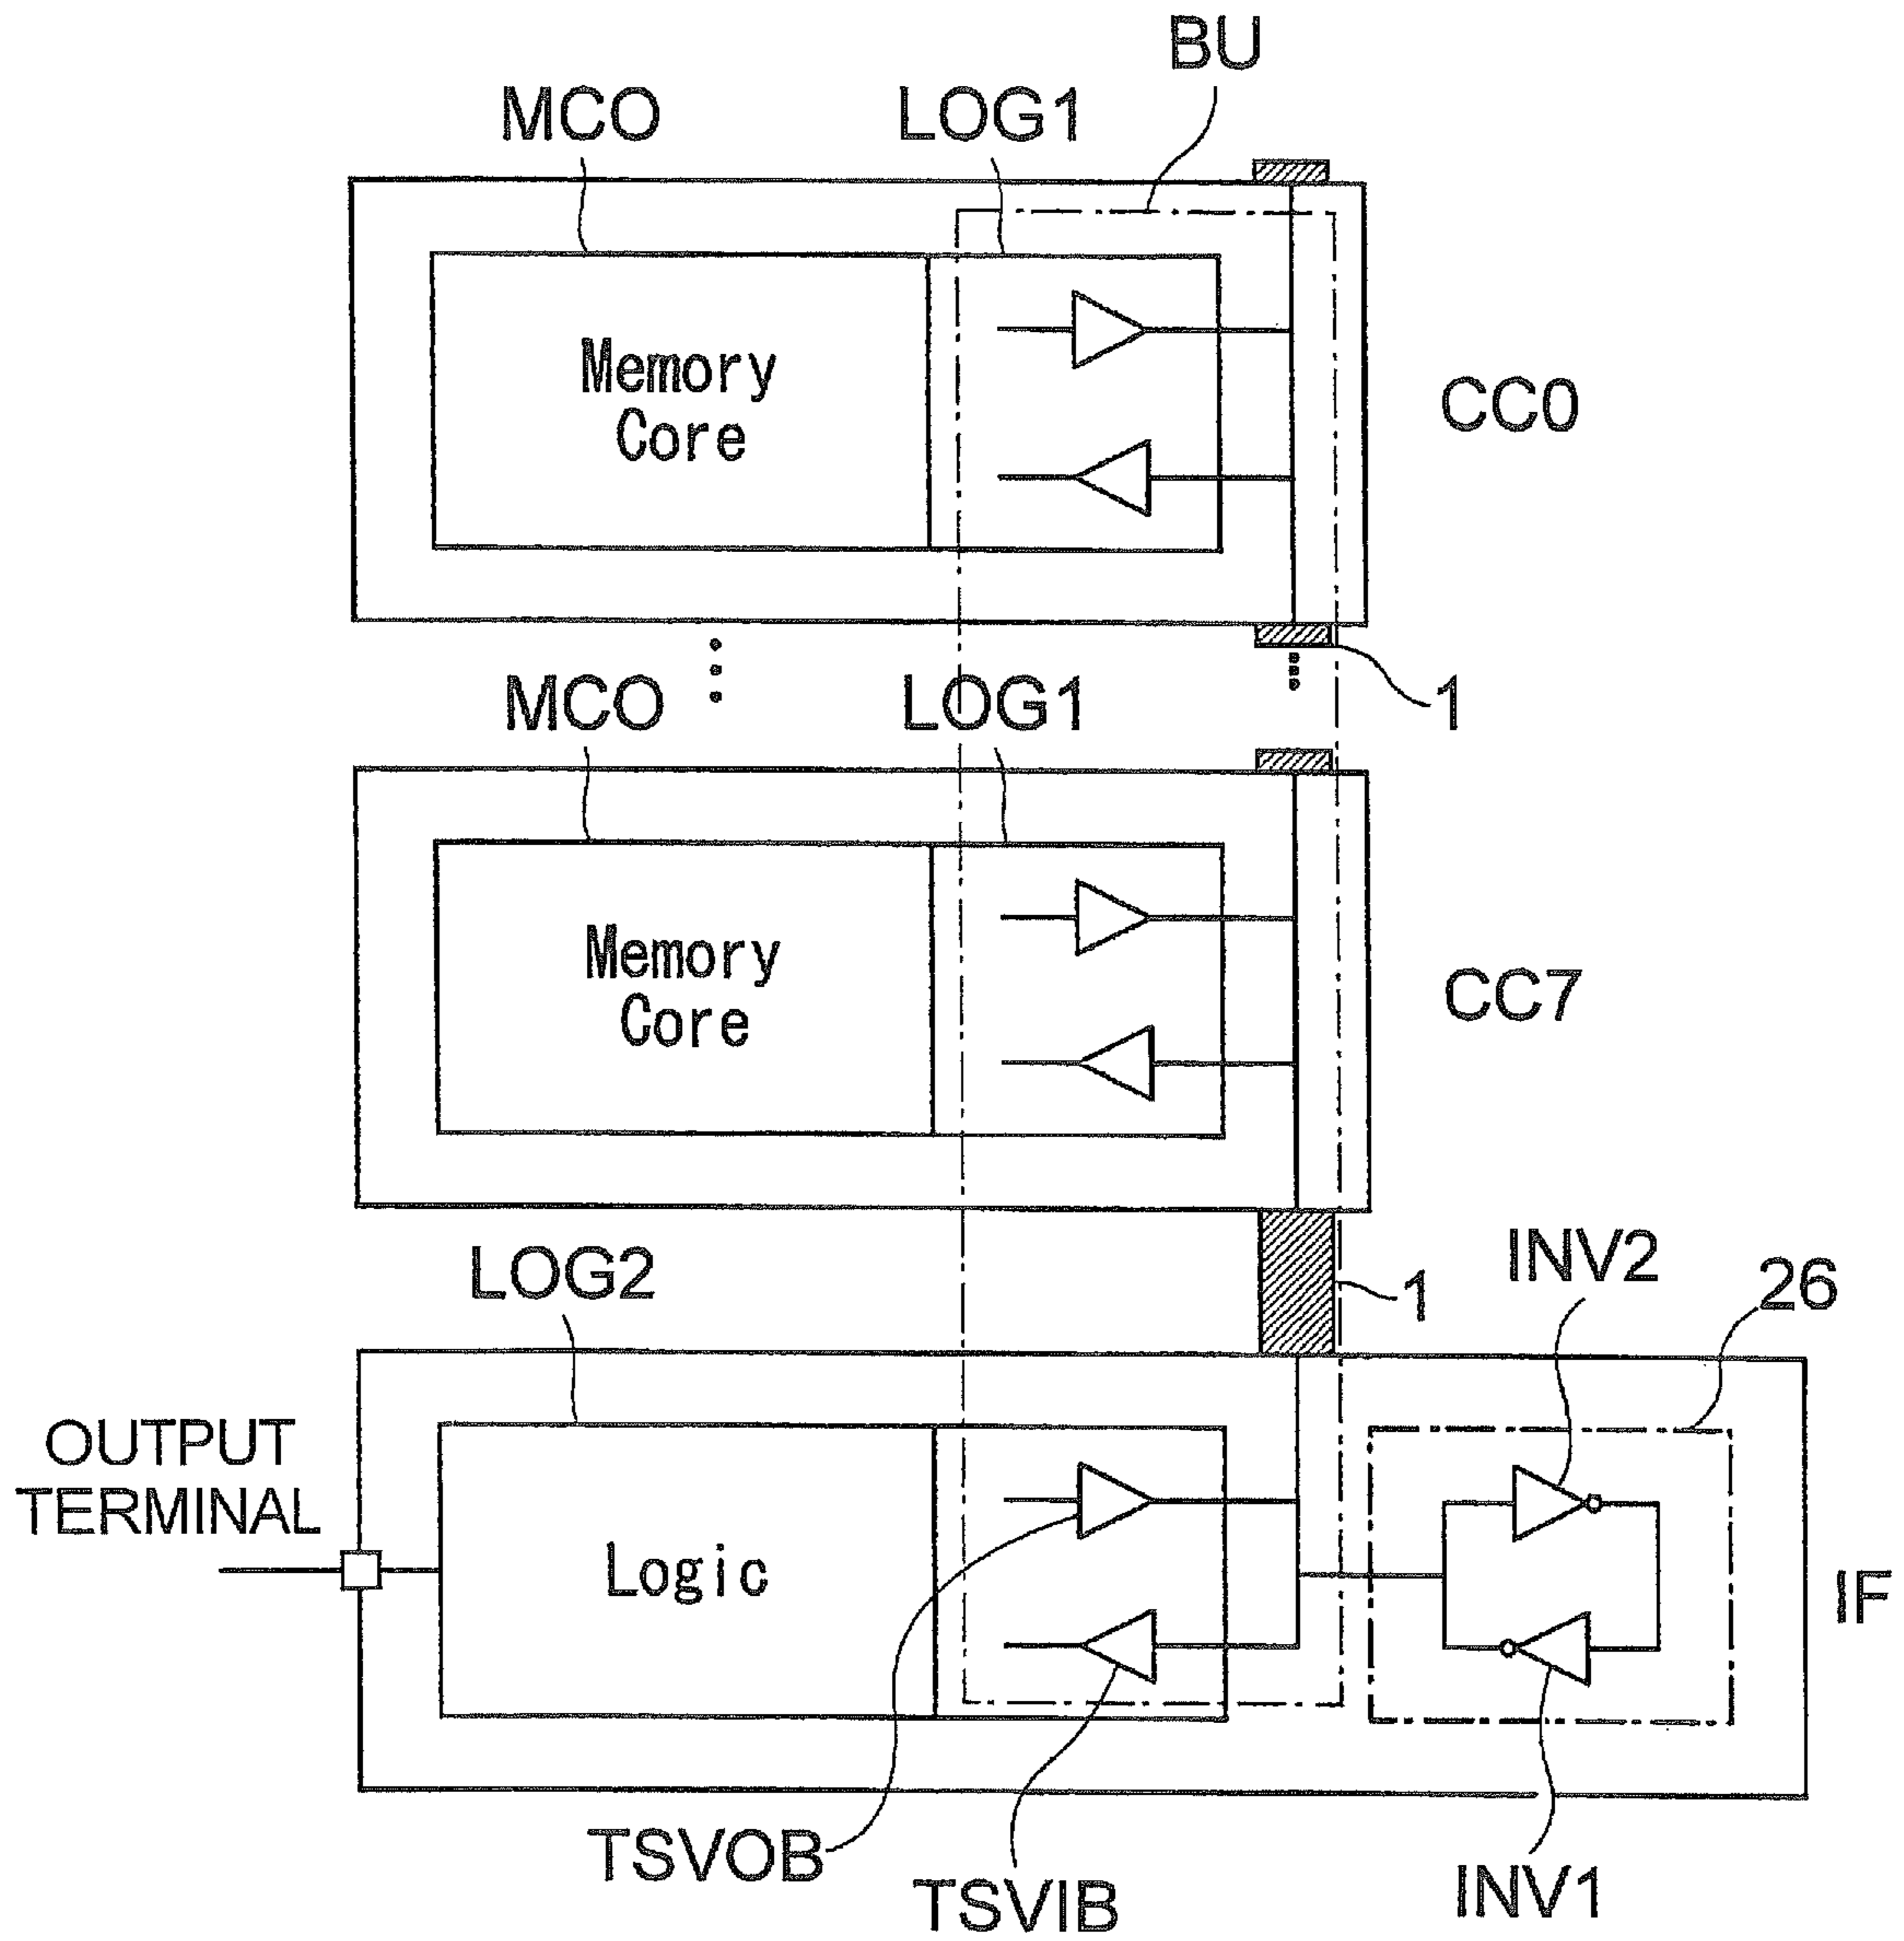 BU
MCO LOG1
Memory
Core
CC0
1
MCO LOG1
Memory
Core
CC7
INV2
LOG2
1
26
OUTPUT
TERMINAL
Logic
IF
TSVOB
TSVIB
INV1